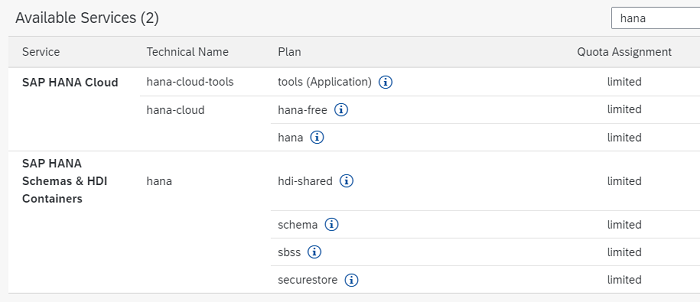 Available Services (2)
hana
Service Technical Name Plan Quota Assignment
SAP HANA Cloud hana-cloud-tools tools (Application) limited
hana-cloud hana-free limited
hana limited
SAP HANA
Schemas & HDI hana hdi-shared limited
Containers
schema limited
sbss limited
securestore limited